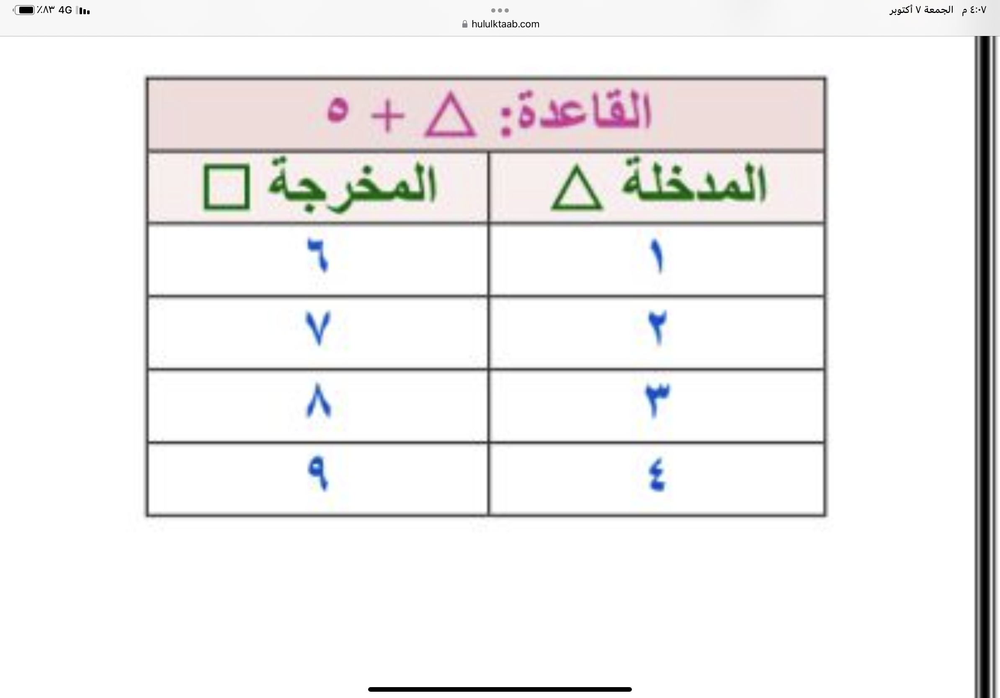 ٤:٠٧ م الجمعة ٧ أكتوبر
٪٨٣ 4G
hululktaab.com
القاعدة: △ + ٥
المدخلة △ المخرجة □
١ ٦
٢ ٧
٣ ٨
٤ ٩